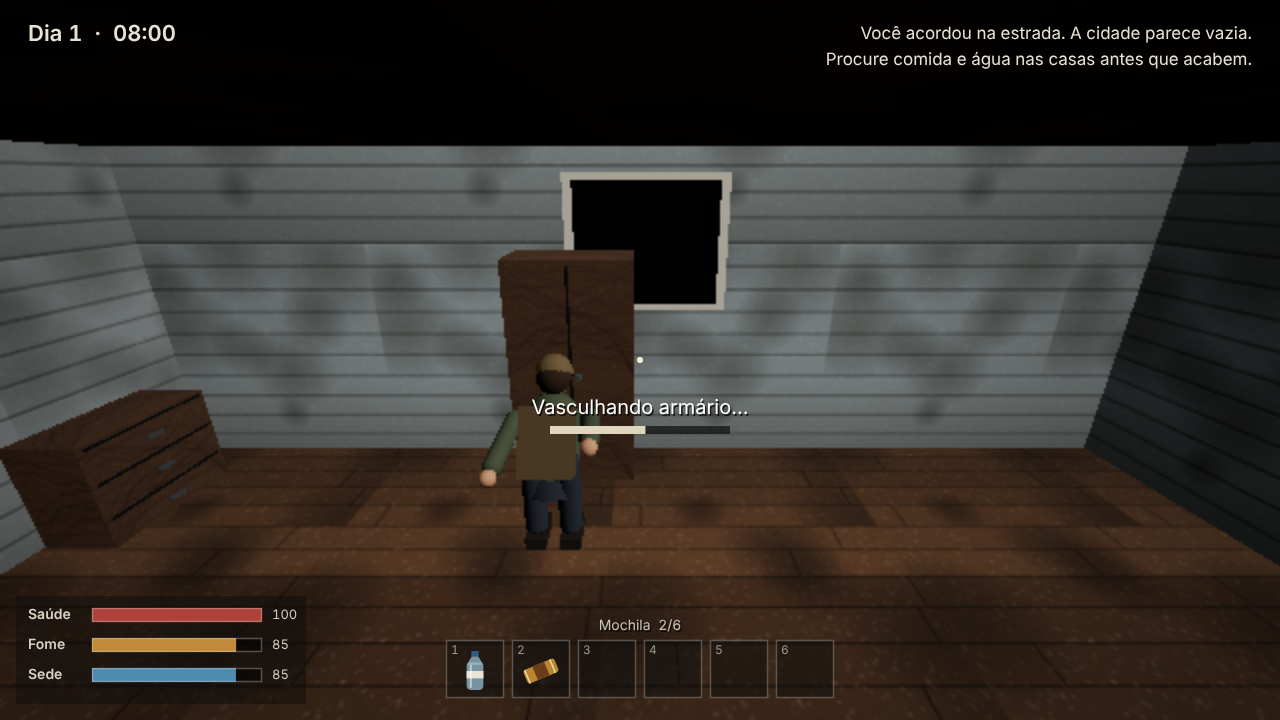 Dia 1 · 08:00
Você acordou na estrada. A cidade parece vazia.
Procure comida e água nas casas antes que acabem.
Vasculhando armário...
Saúde 100
Fome 85
Sede 85
Mochila 2/6
1 2 3 4 5 6